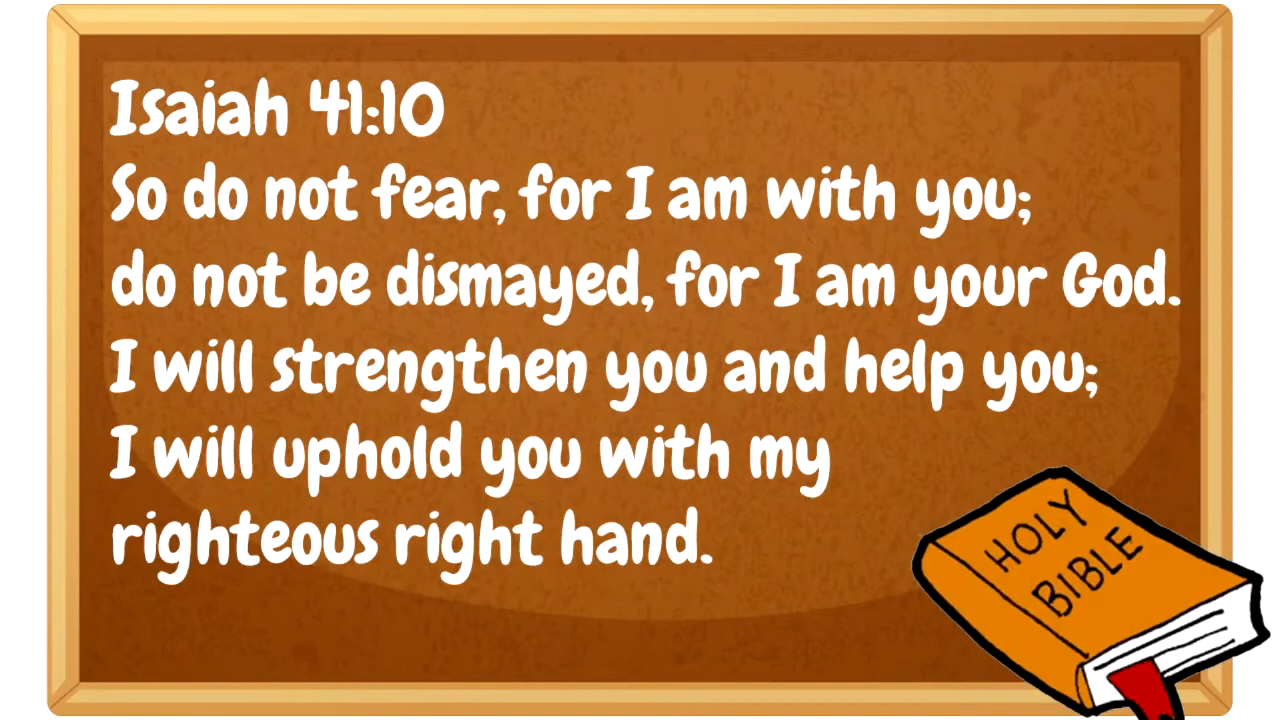 Isaiah 41:10
So do not fear, for I am with you;
do not be dismayed, for I am your God.
I will strengthen you and help you;
I will uphold you with my
righteous right hand.
HOLY
BIBLE